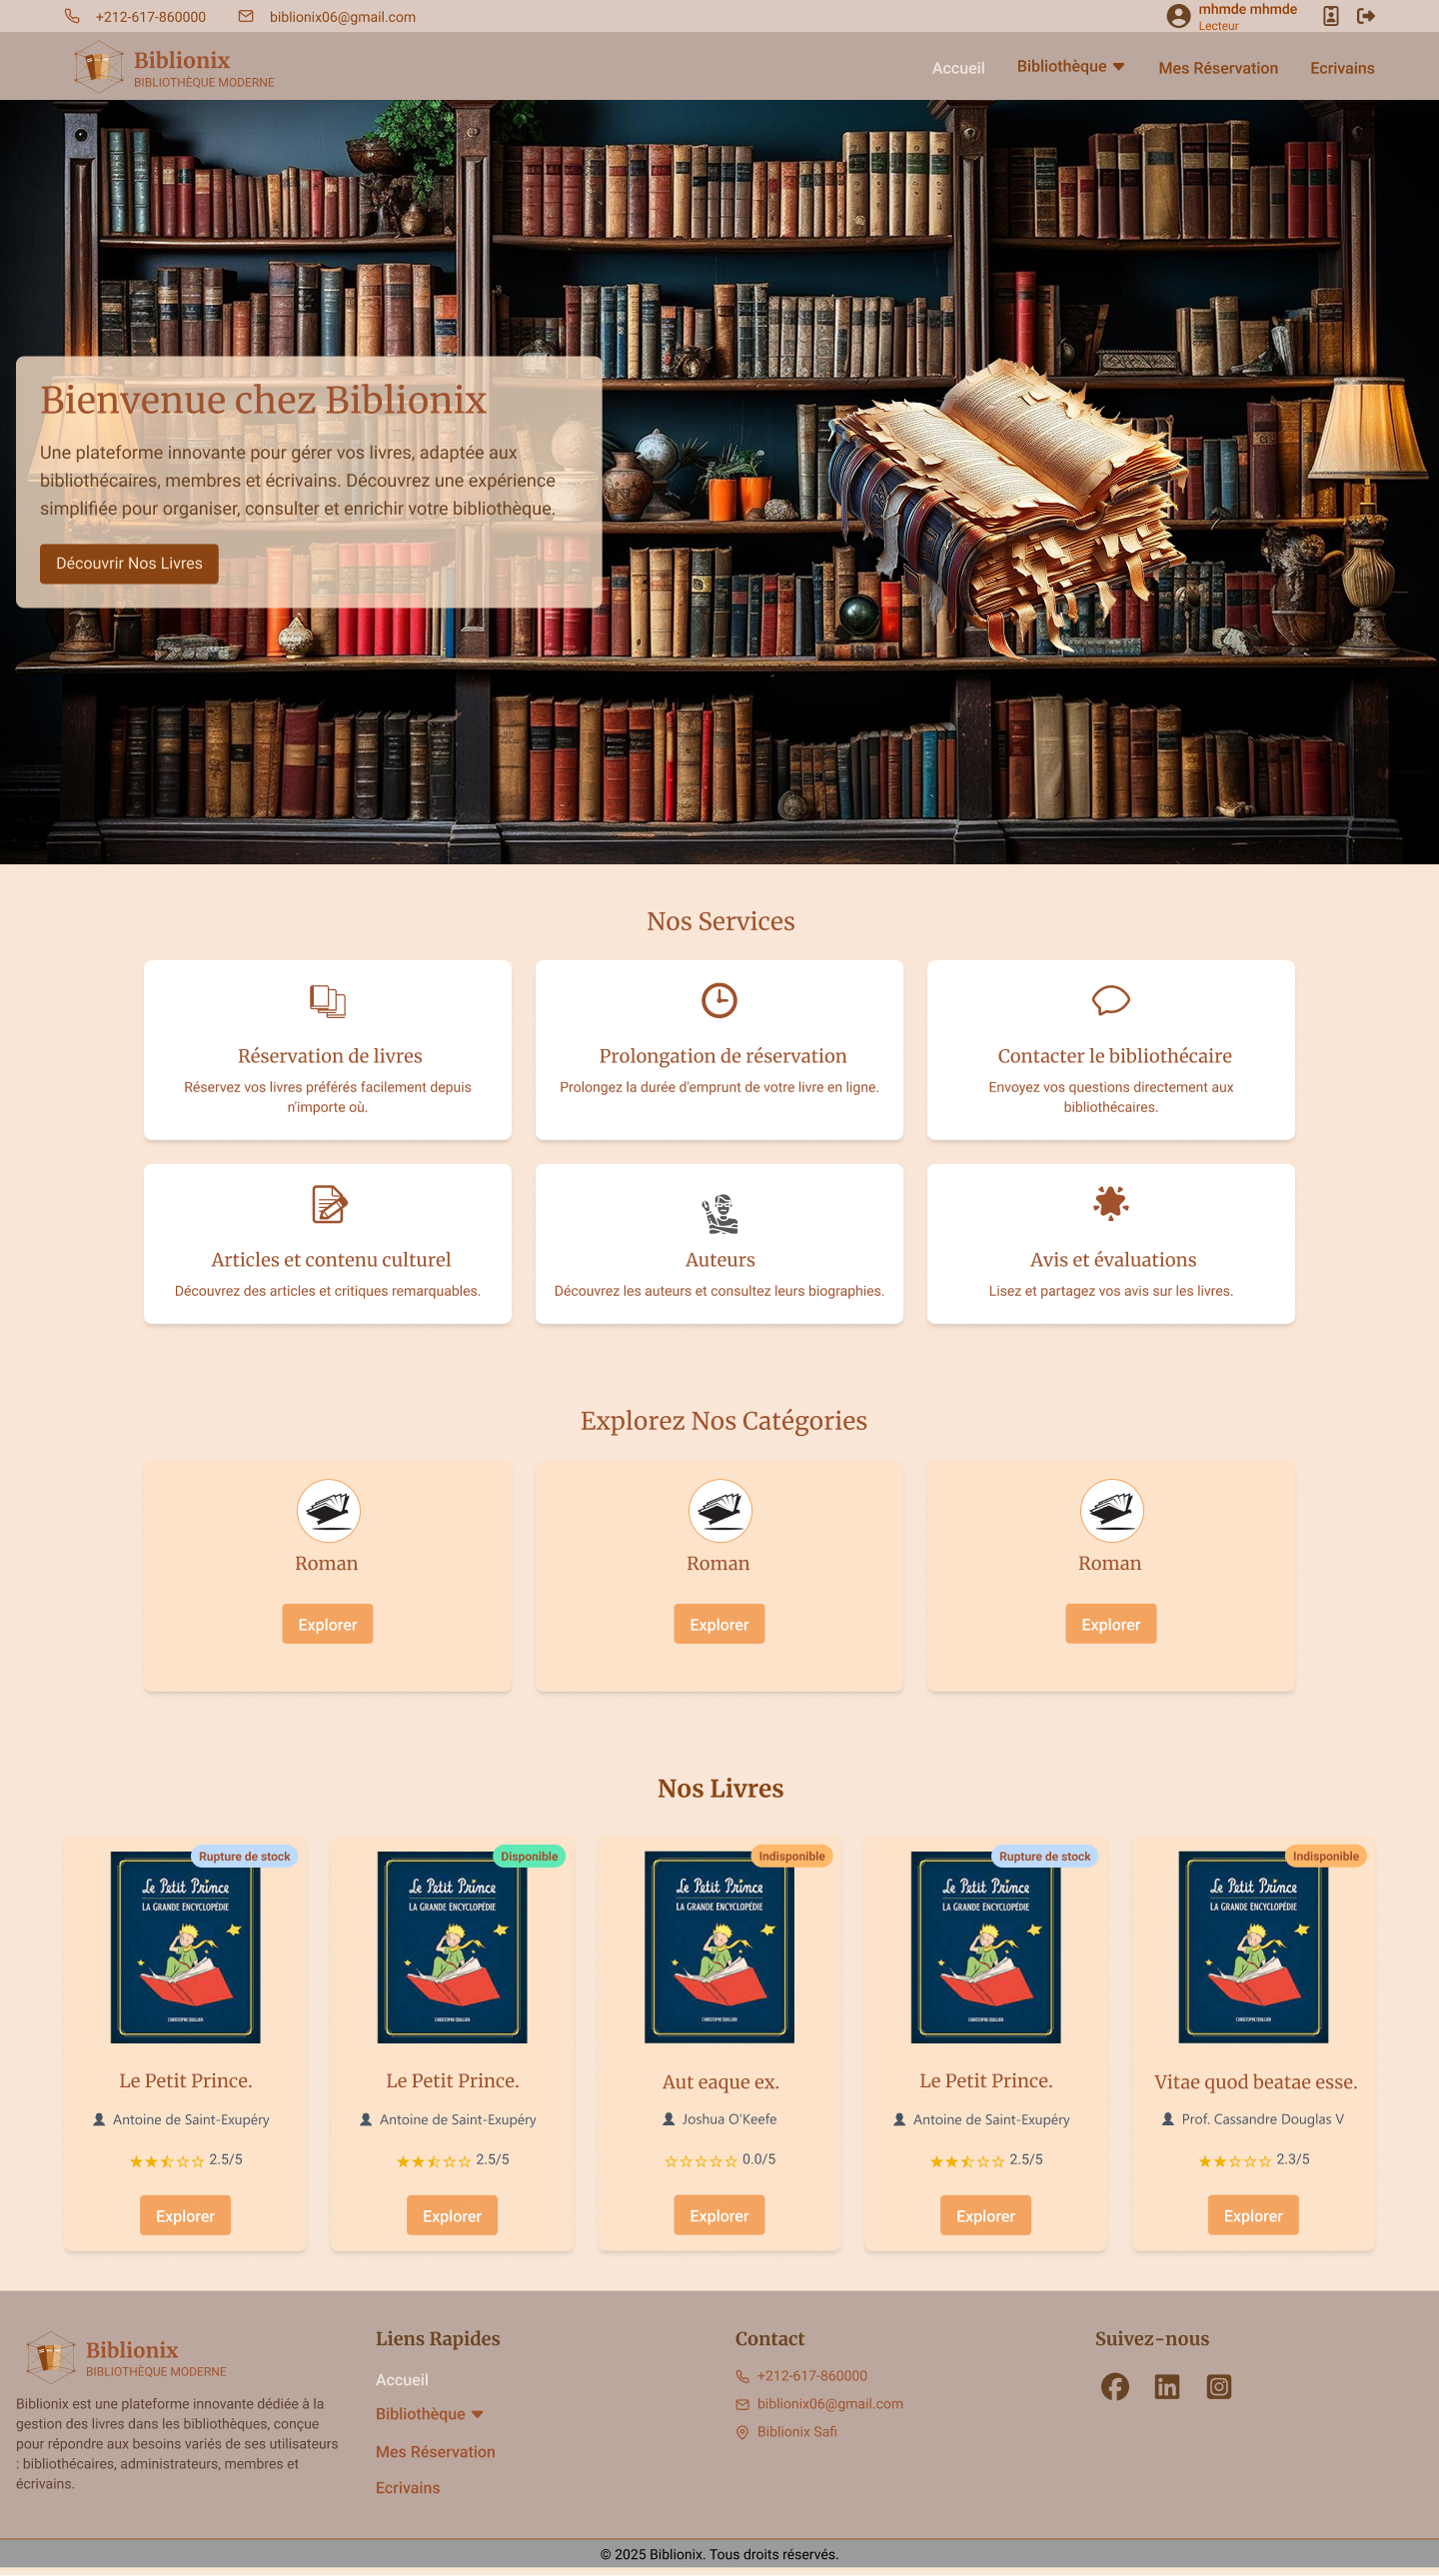 +212-617-860000 biblionix06@gmail.com mhmde mhmde
Lecteur
Biblionix
BIBLIOTHÈQUE MODERNE
Accueil Bibliothèque Mes Réservation Ecrivains
Bienvenue chez Biblionix
Une plateforme innovante pour gérer vos livres, adaptée aux
bibliothécaires, membres et écrivains. Découvrez une expérience
simplifiée pour organiser, consulter et enrichir votre bibliothèque.
Découvrir Nos Livres
Nos Services
Réservation de livres
Réservez vos livres préférés facilement depuis
n'importe où.
Prolongation de réservation
Prolongez la durée d'emprunt de votre livre en ligne.
Contacter le bibliothécaire
Envoyez vos questions directement aux
bibliothécaires.
Articles et contenu culturel
Découvrez des articles et critiques remarquables.
Auteurs
Découvrez les auteurs et consultez leurs biographies.
Avis et évaluations
Lisez et partagez vos avis sur les livres.
Explorez Nos Catégories
Roman
Explorer
Roman
Explorer
Roman
Explorer
Nos Livres
Rupture de stock
Le Petit Prince
LA GRANDE ENCYCLOPÉDIE
CHRISTOPHE QUILLIEN
Le Petit Prince.
Antoine de Saint-Exupéry
2.5/5
Explorer
Disponible
Le Petit Prince
LA GRANDE ENCYCLOPÉDIE
CHRISTOPHE QUILLIEN
Le Petit Prince.
Antoine de Saint-Exupéry
2.5/5
Explorer
Indisponible
Le Petit Prince
LA GRANDE ENCYCLOPÉDIE
CHRISTOPHE QUILLIEN
Aut eaque ex.
Joshua O'Keefe
0.0/5
Explorer
Rupture de stock
Le Petit Prince
LA GRANDE ENCYCLOPÉDIE
CHRISTOPHE QUILLIEN
Le Petit Prince.
Antoine de Saint-Exupéry
2.5/5
Explorer
Indisponible
Le Petit Prince
LA GRANDE ENCYCLOPÉDIE
CHRISTOPHE QUILLIEN
Vitae quod beatae esse.
Prof. Cassandre Douglas V
2.3/5
Explorer
Biblionix
BIBLIOTHÈQUE MODERNE
Biblionix est une plateforme innovante dédiée à la
gestion des livres dans les bibliothèques, conçue
pour répondre aux besoins variés de ses utilisateurs
: bibliothécaires, administrateurs, membres et
écrivains.
Liens Rapides
Accueil
Bibliothèque
Mes Réservation
Ecrivains
Contact
+212-617-860000
biblionix06@gmail.com
Biblionix Safi
Suivez-nous
© 2025 Biblionix. Tous droits réservés.